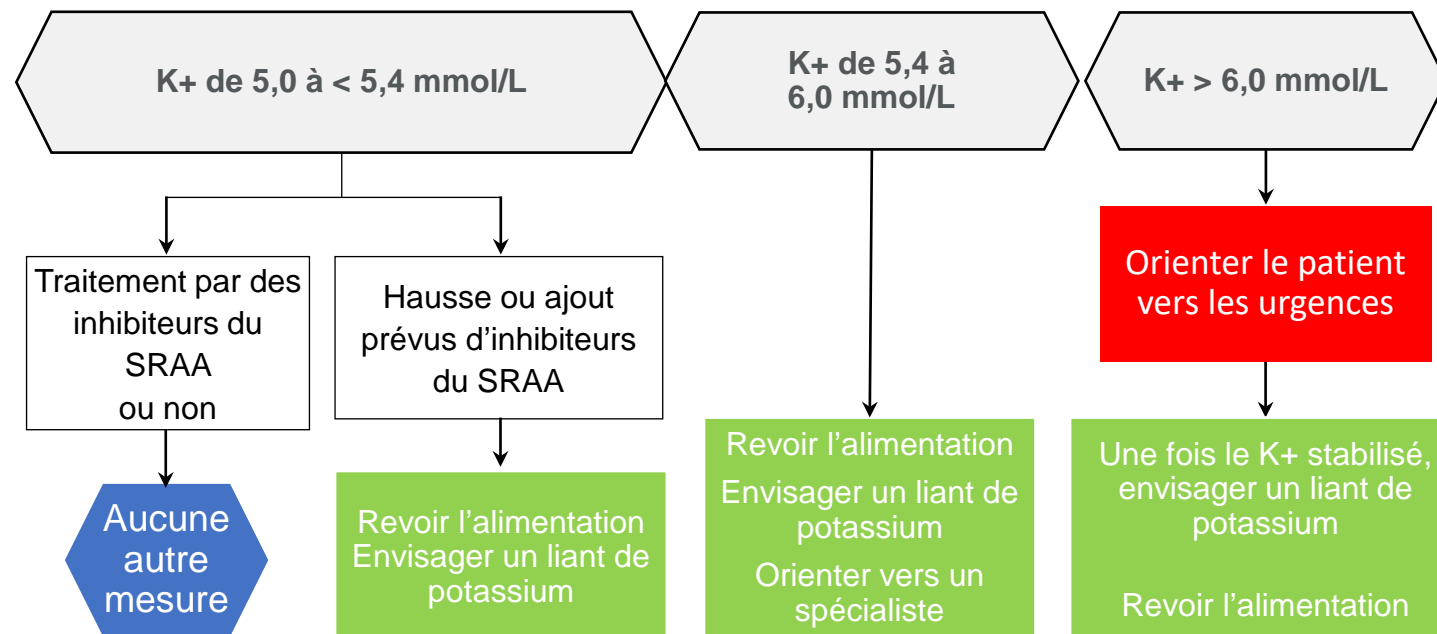 K+ de 5,0 à < 5,4 mmol/L
K+ de 5,4 à
6,0 mmol/L
K+ > 6,0 mmol/L
Traitement par des
inhibiteurs du
SRAA
ou non
Hausse ou ajout
prévus d’inhibiteurs
du SRAA
Orienter le patient
vers les urgences
Aucune
autre
mesure
Revoir l’alimentation
Envisager un liant de
potassium
Revoir l’alimentation
Envisager un liant de
potassium
Orienter vers un
spécialiste
Une fois le K+ stabilisé,
envisager un liant de
potassium
Revoir l’alimentation